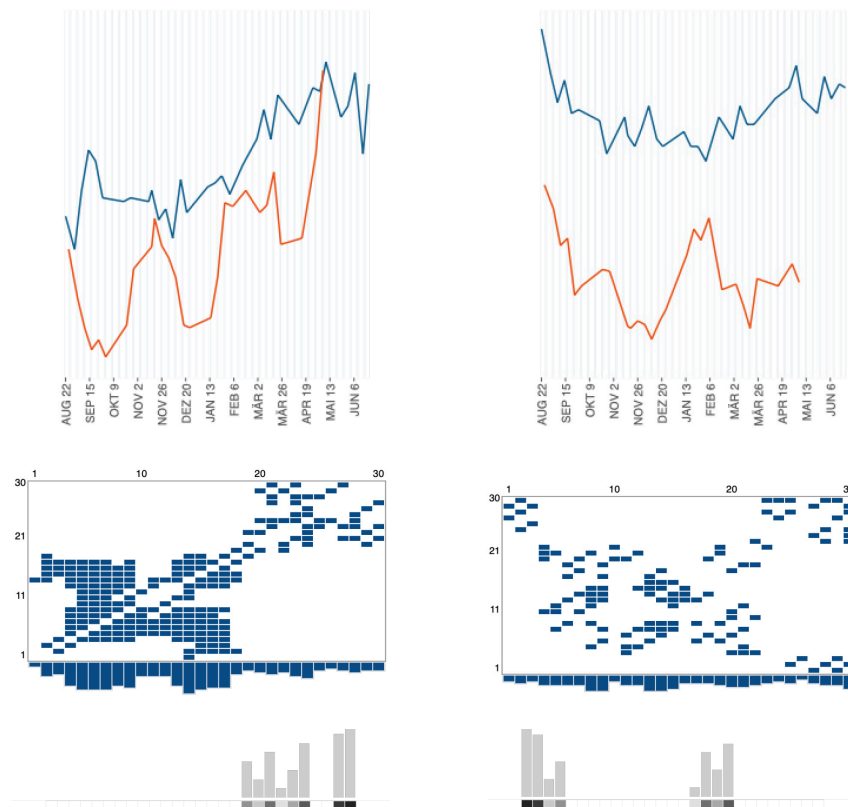 AUG 22
SEP 15
OKT 9
NOV 2
NOV 26
DEZ 20
JAN 13
FEB 6
MÄR 2
MÄR 26
APR 19
MAI 13
JUN 6
AUG 22
SEP 15
OKT 9
NOV 2
NOV 26
DEZ 20
JAN 13
FEB 6
MÄR 2
MÄR 26
APR 19
MAI 13
JUN 6
1 10 20 30
30
21
11
1
1 10 20
30
21
11
1